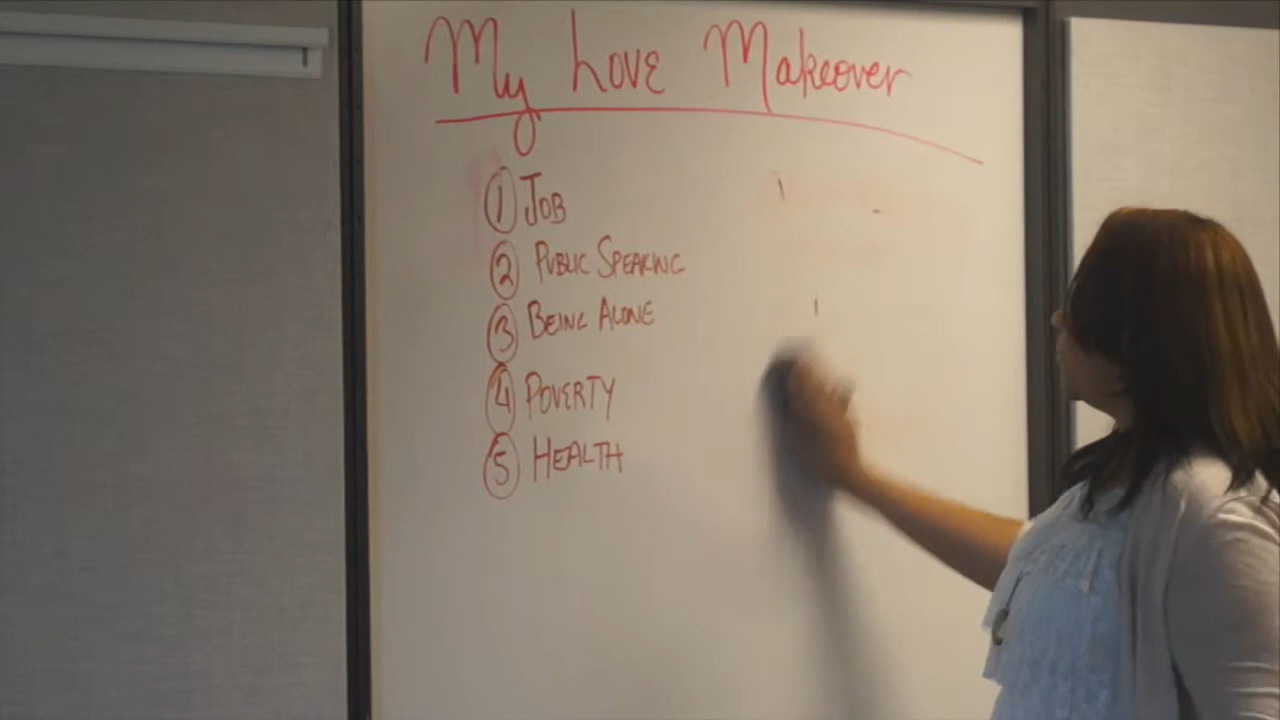 My Love Makeover
1 JOB
2 PUBLIC SPEAKING
3 BEING ALONE
4 POVERTY
5 HEALTH